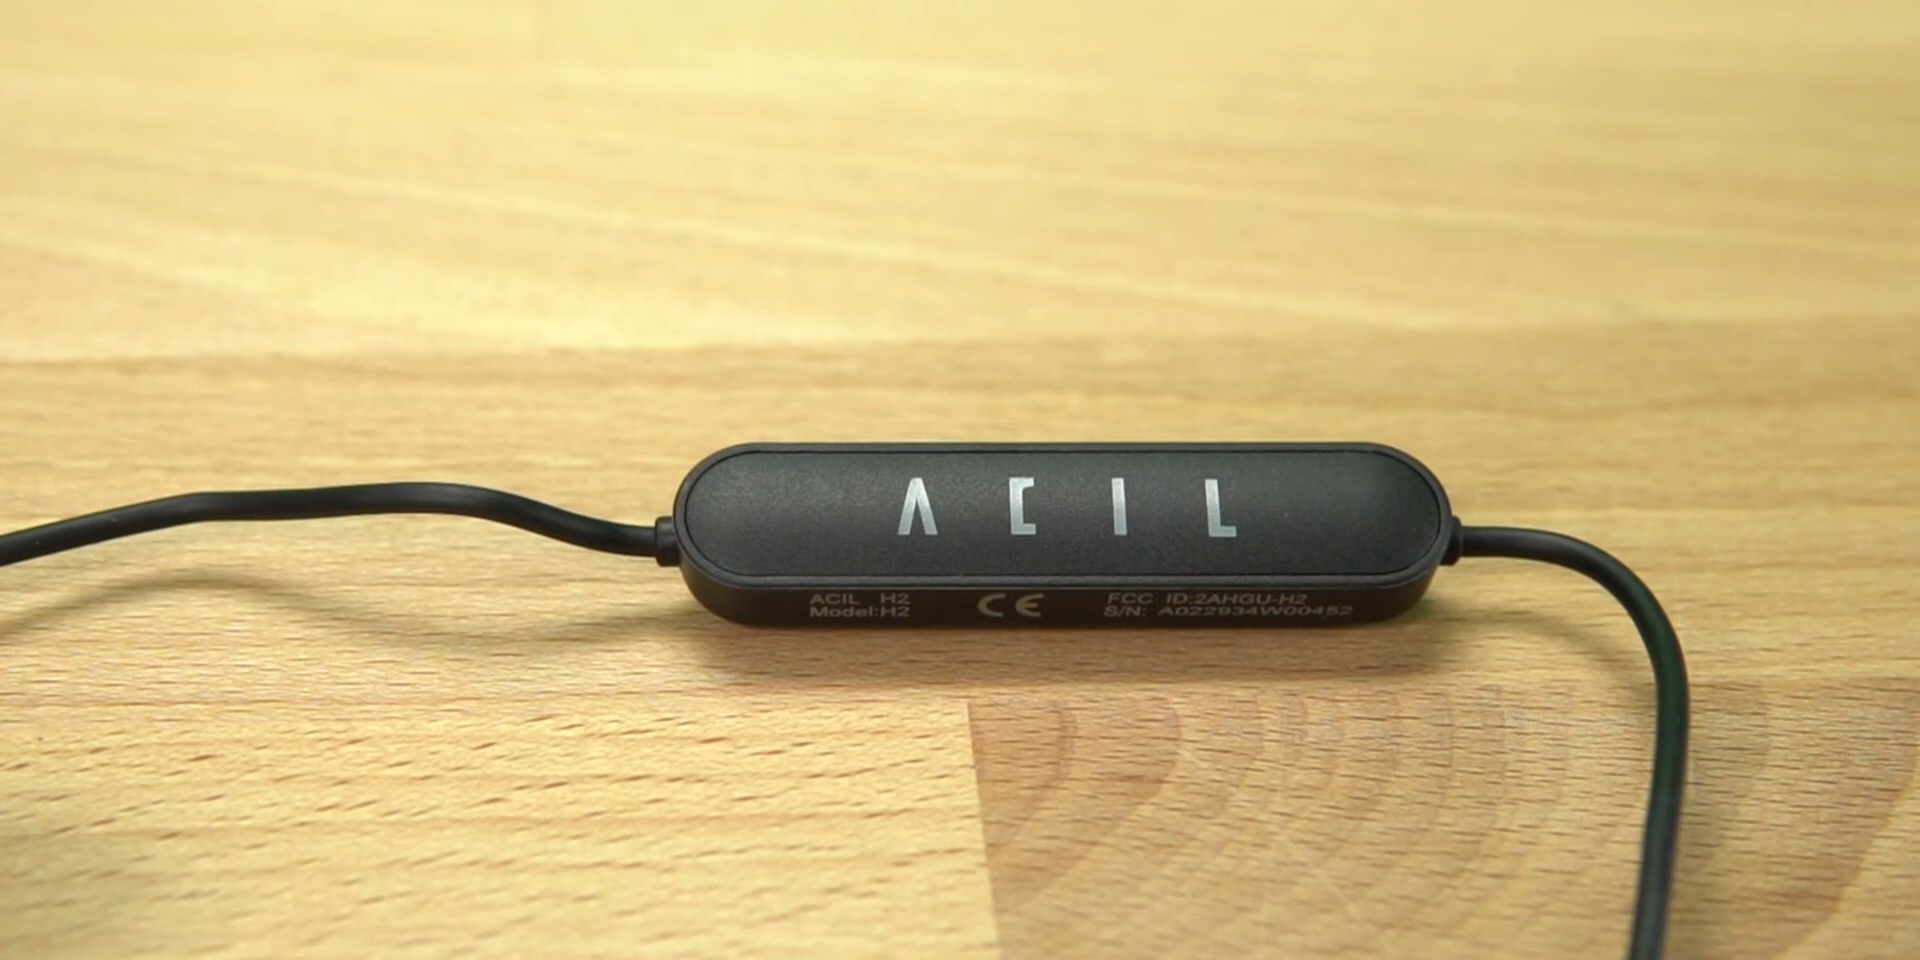 ACIL
ACIL H2
Model:H2
CE
FCC ID:2AHGU-H2
S/N: A022934W00452